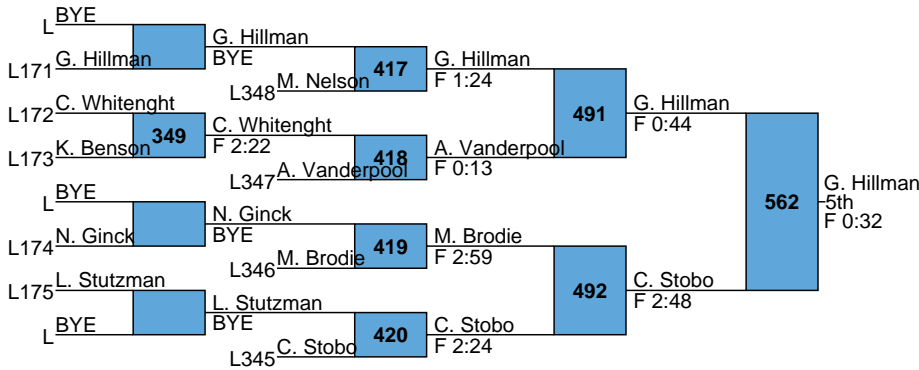 L BYE
L171 G. Hillman
G. Hillman
BYE
L348 M. Nelson
417
G. Hillman
F 1:24
L172 C. Whitenght
L173 K. Benson
349
C. Whitenght
F 2:22
L347 A. Vanderpool
418
A. Vanderpool
F 0:13
491
G. Hillman
F 0:44
L BYE
L174 N. Ginck
N. Ginck
BYE
L346 M. Brodie
419
M. Brodie
F 2:59
L175 L. Stutzman
L BYE
L. Stutzman
BYE
L345 C. Stobo
420
C. Stobo
F 2:24
492
C. Stobo
F 2:48
562
G. Hillman
5th
F 0:32